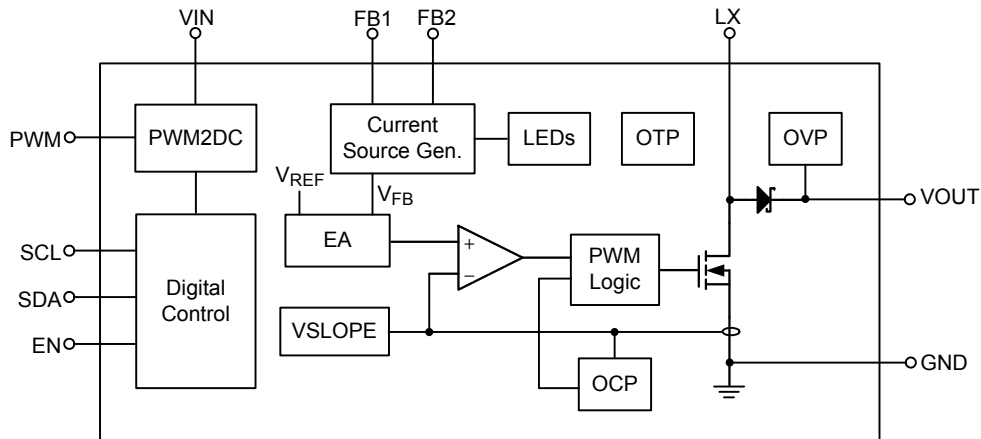 VIN
FB1
FB2
LX
PWM
PWM2DC
Current
Source Gen.
LEDs
OTP
OVP
VREF
VFB
VOUT
EA
+
−
PWM
Logic
SCL
SDA
EN
Digital
Control
VSLOPE
OCP
GND